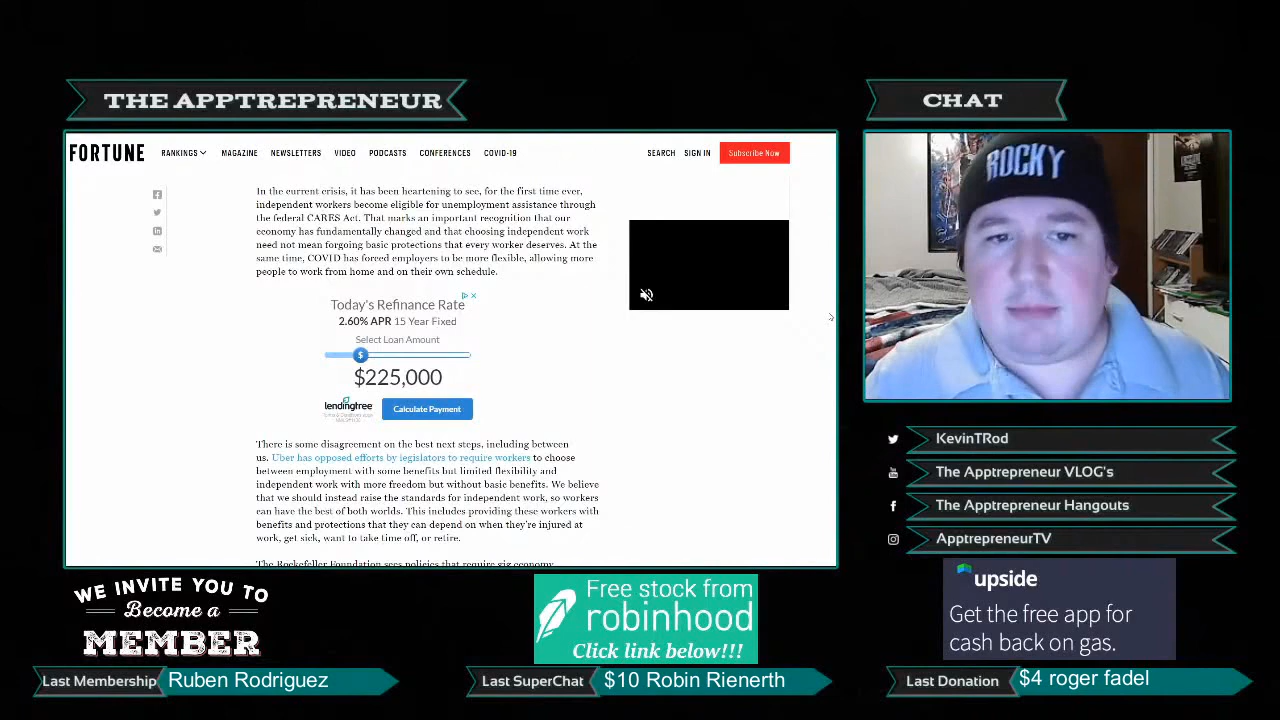 THE APPTREPRENEUR
CHAT
FORTUNE
RANKINGS
MAGAZINE
NEWSLETTERS
VIDEO
PODCASTS
CONFERENCES
COVID-19
SEARCH
SIGN IN
Subscribe Now
In the current crisis, it has been heartening to see, for the first time ever,
independent workers become eligible for unemployment assistance through
the federal CARES Act. That marks an important recognition that our
economy has fundamentally changed and that choosing independent work
need not mean forgoing basic protections that every worker deserves. At the
same time, COVID has forced employers to be more flexible, allowing more
people to work from home and on their own schedule.
Today's Refinance Rate
2.60% APR 15 Year Fixed
Select Loan Amount
$
$225,000
lendingtree
Calculate Payment
There is some disagreement on the best next steps, including between
us. Uber has opposed efforts by legislators to require workers to choose
between employment with some benefits but limited flexibility and
independent work with more freedom but without basic benefits. We believe
that we should instead raise the standards for independent work, so workers
can have the best of both worlds. This includes providing these workers with
benefits and protections that they can depend on when they're injured at
work, get sick, want to take time off, or retire.
The Rockefeller Foundation sees policies that require gig economy
ROCKY
KevinTRod
The Apptrepreneur VLOG's
The Apptrepreneur Hangouts
ApptrepreneurTV
WE INVITE YOU TO
Become a
MEMBER
Free stock from
robinhood
Click link below!!!
upside
Get the free app for
cash back on gas.
Last Membership
Ruben Rodriguez
Last SuperChat
$10 Robin Rienerth
Last Donation
$4 roger fadel